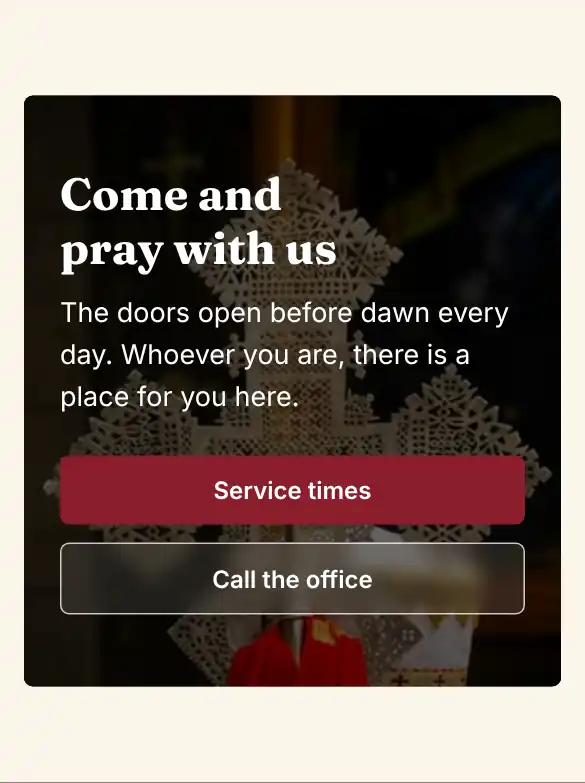 Come and
pray with us
The doors open before dawn every
day. Whoever you are, there is a
place for you here.
Service times
Call the office